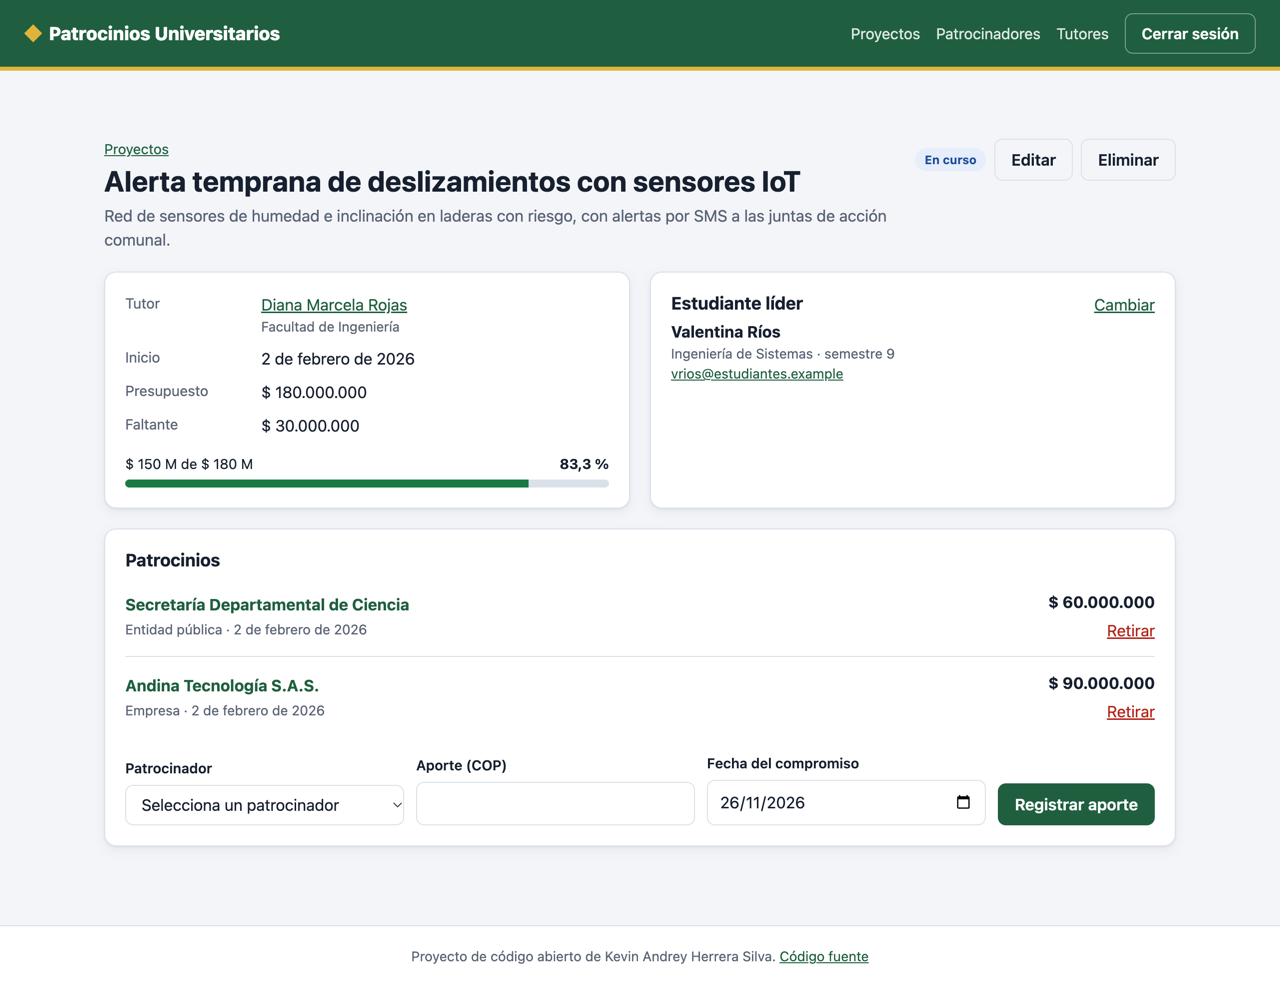 Patrocinios Universitarios
Proyectos
Patrocinadores
Tutores
Cerrar sesión
Proyectos
Alerta temprana de deslizamientos con sensores IoT
Red de sensores de humedad e inclinación en laderas con riesgo, con alertas por SMS a las juntas de acción
comunal.
En curso
Editar
Eliminar
Tutor
Diana Marcela Rojas
Facultad de Ingeniería
Inicio
2 de febrero de 2026
Presupuesto
$ 180.000.000
Faltante
$ 30.000.000
$ 150 M de $ 180 M
83,3 %
Estudiante líder
Cambiar
Valentina Ríos
Ingeniería de Sistemas · semestre 9
vrios@estudiantes.example
Patrocinios
Secretaría Departamental de Ciencia
$ 60.000.000
Entidad pública · 2 de febrero de 2026
Retirar
Andina Tecnología S.A.S.
$ 90.000.000
Empresa · 2 de febrero de 2026
Retirar
Patrocinador
Selecciona un patrocinador
Aporte (COP)
Fecha del compromiso
26/11/2026
Registrar aporte
Proyecto de código abierto de Kevin Andrey Herrera Silva. Código fuente